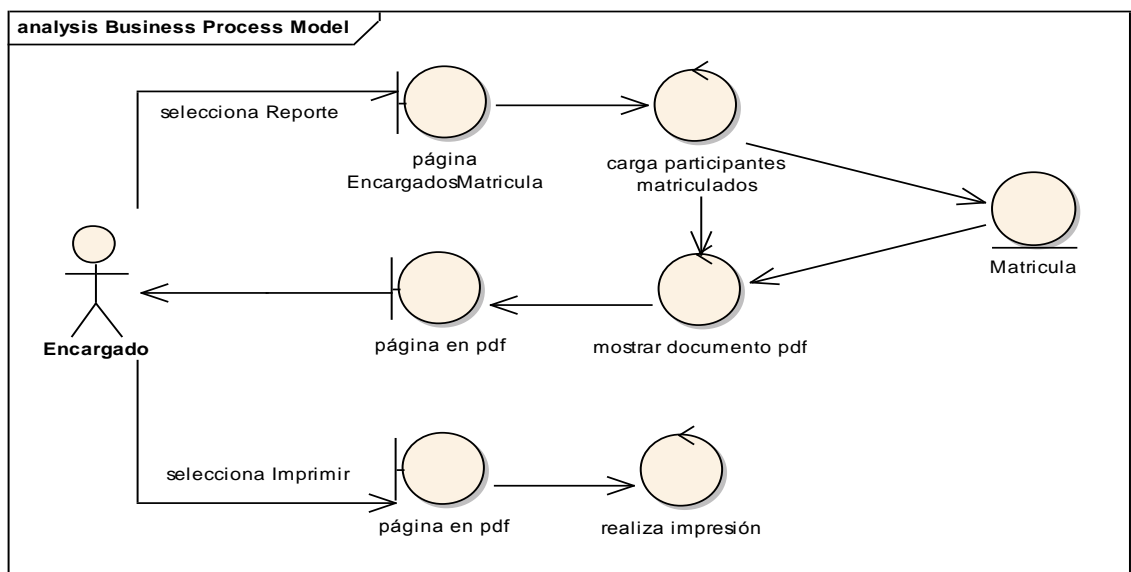 analysis Business Process Model
selecciona Reporte
página
EncargadosMatricula
carga participantes
matriculados
Matricula
Encargado
página en pdf
mostrar documento pdf
selecciona Imprimir
página en pdf
realiza impresión